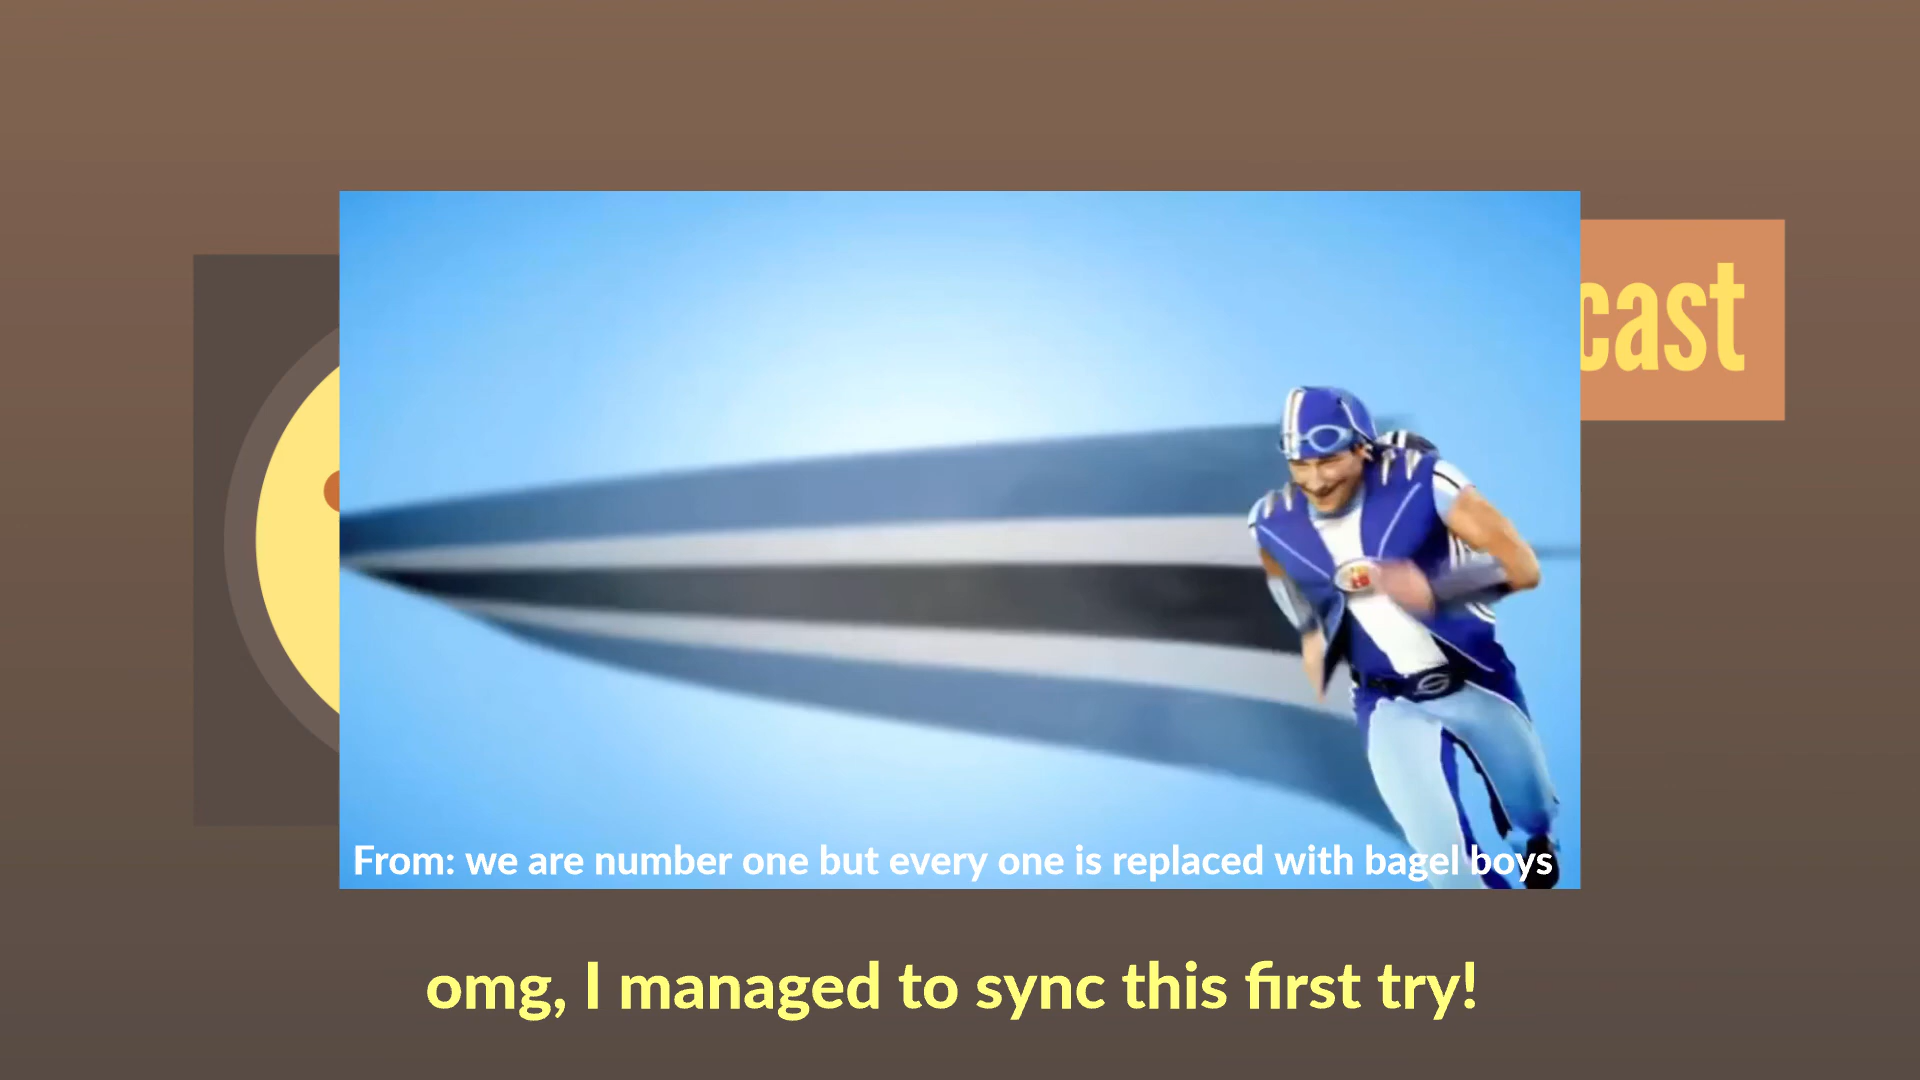 cast
From: we are number one but every one is replaced with bagel boys
omg, I managed to sync this first try!